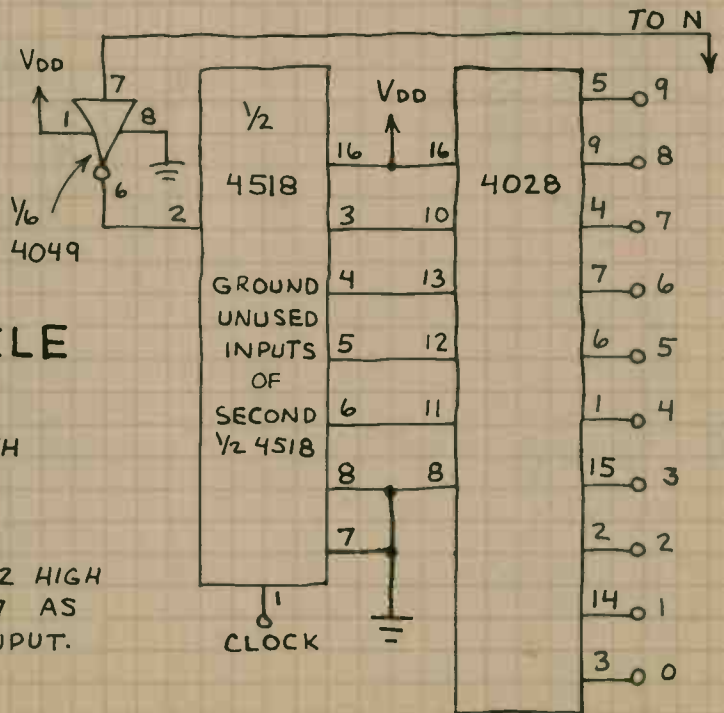 TO N
VDD
7
1
8
6
1/6
4049
2
1/2
4518
GROUND
UNUSED
INPUTS
OF
SECOND
1/2 4518
16
3
4
5
6
8
7
1
CLOCK
VDD
16
10
13
12
11
8
4028
5 9
9 8
4 7
7 6
6 5
1 4
15 3
2 2
14 1
3 0
LE
H
2 HIGH
7 AS
UPUT.